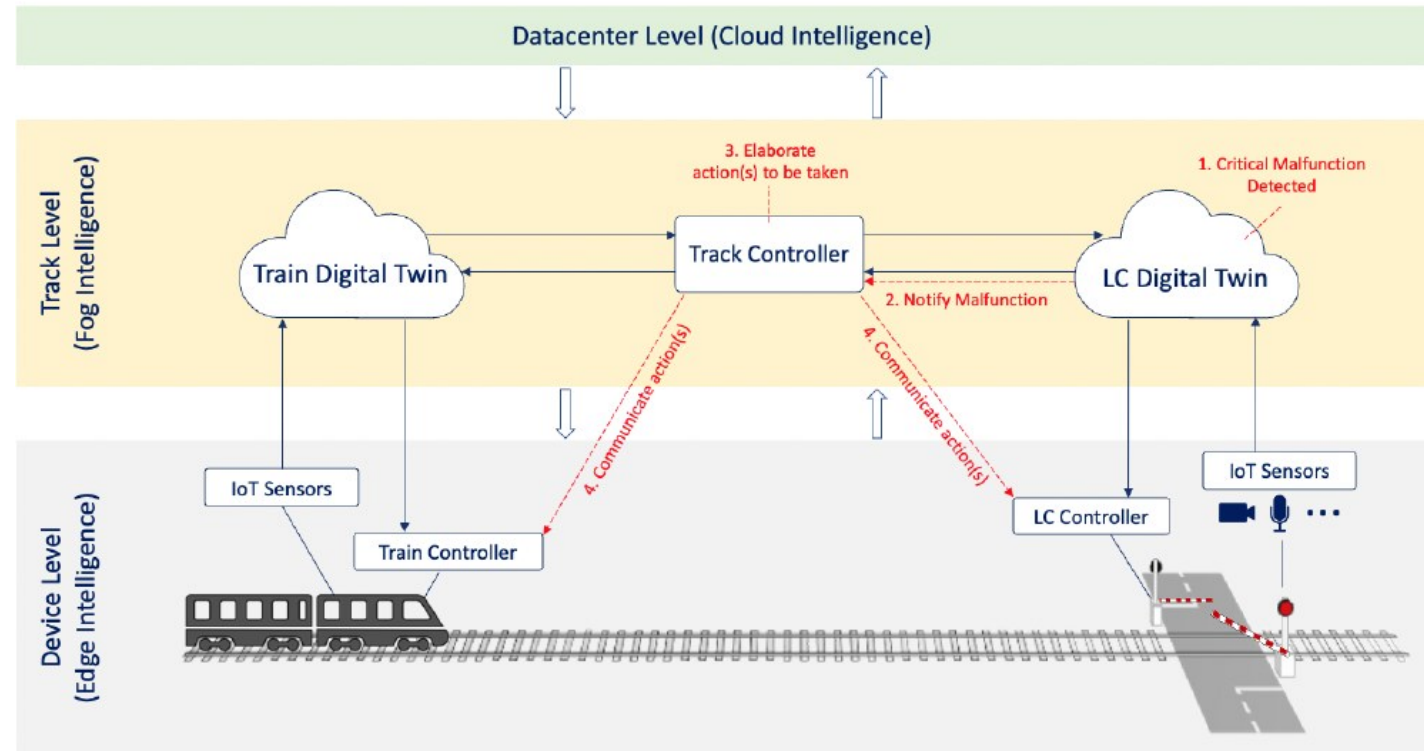 Datacenter Level (Cloud Intelligence)
Track Level
(Fog Intelligence)
3. Elaborate
action(s) to be taken
1. Critical Malfunction
Detected
Train Digital Twin
Track Controller
LC Digital Twin
2. Notify Malfunction
4. Communicate action(s)
4. Communicate action(s)
Device Level
(Edge Intelligence)
IoT Sensors
Train Controller
LC Controller
IoT Sensors